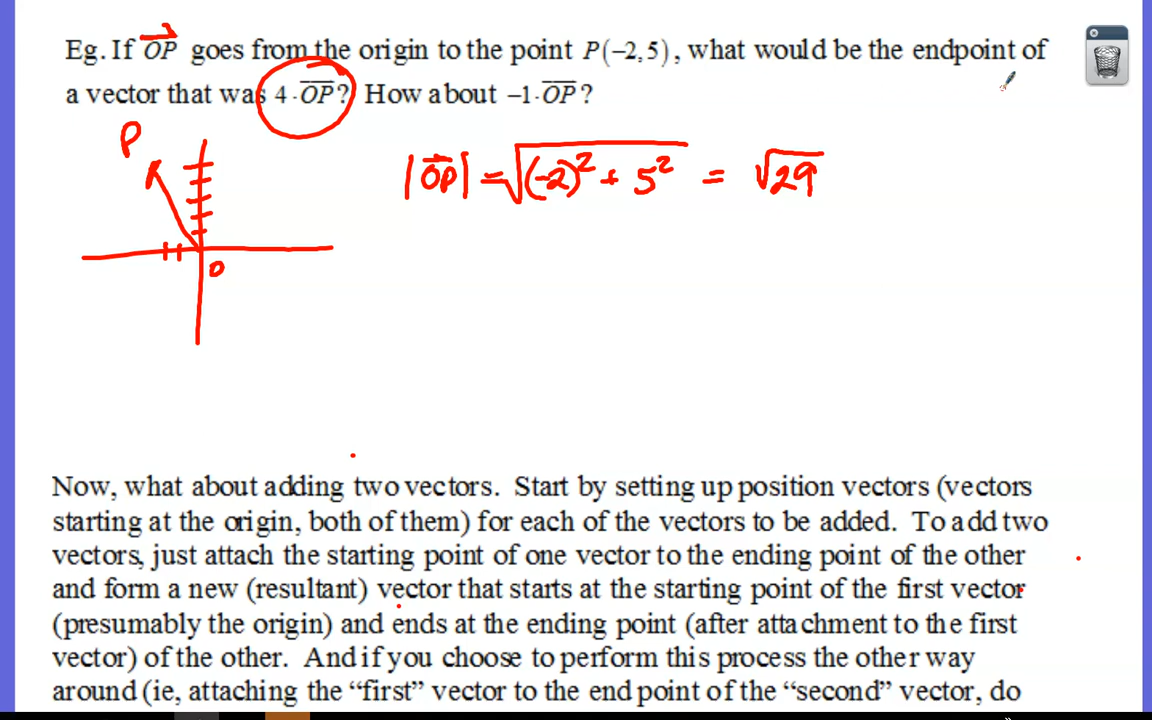 Eg. If \overrightarrow{OP} goes from the origin to the point P(−2,5), what would be the endpoint of
a vector that was 4·\overline{OP}? How about −1·\overline{OP}?
P
|\overrightarrow{OP}| = √((-2)² + 5²) = √29
O
Now, what about adding two vectors. Start by setting up position vectors (vectors
starting at the origin, both of them) for each of the vectors to be added. To add two
vectors, just attach the starting point of one vector to the ending point of the other
and form a new (resultant) vector that starts at the starting point of the first vector
(presumably the origin) and ends at the ending point (after attachment to the first
vector) of the other. And if you choose to perform this process the other way
around (ie, attaching the “first” vector to the end point of the “second” vector, do